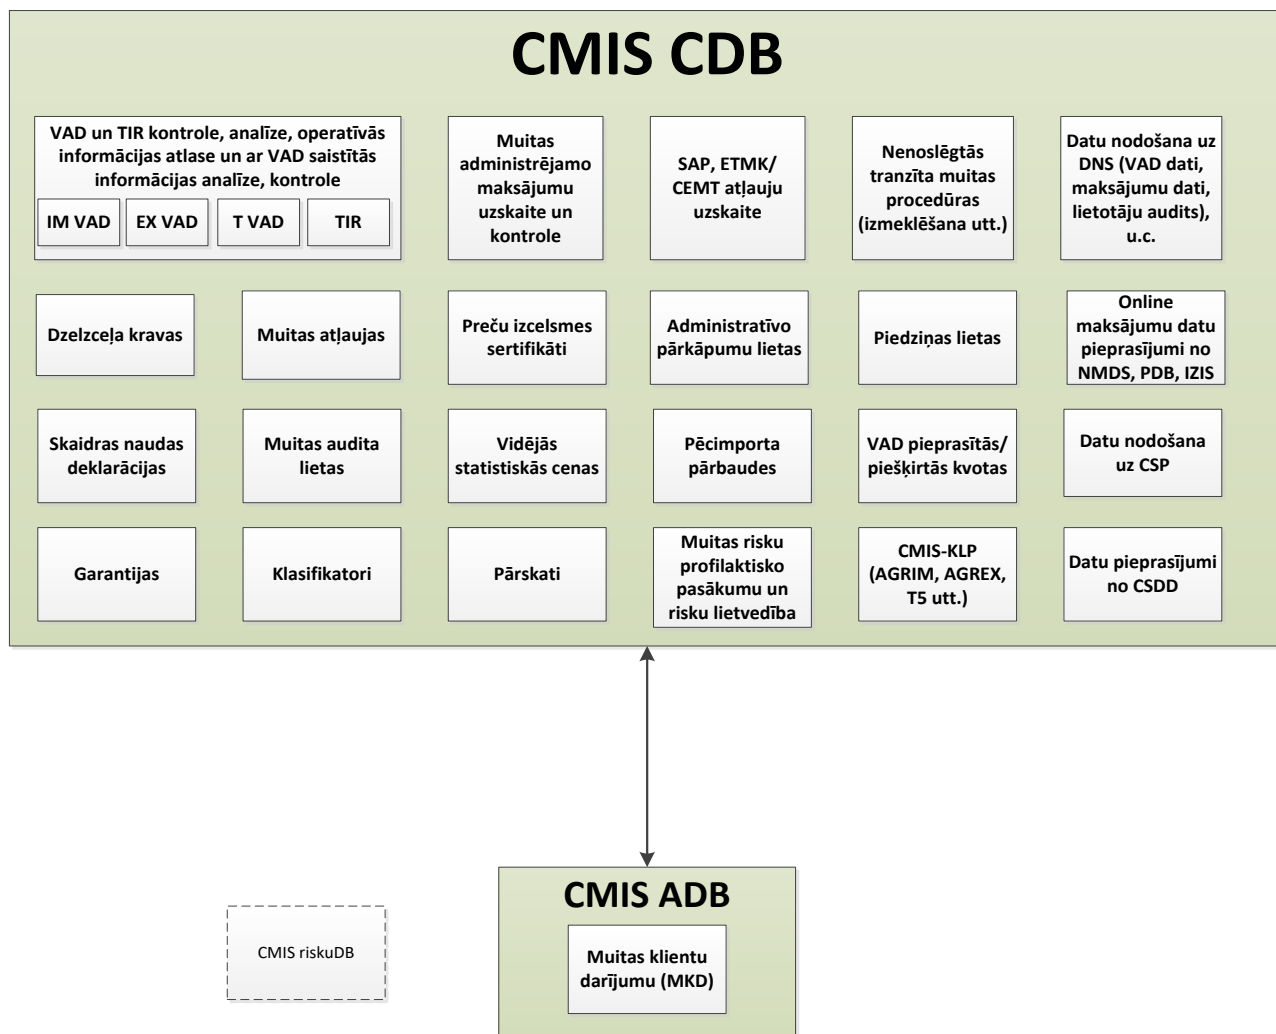 CMIS CDB
VAD un TIR kontrole, analīze, operatīvās
informācijas atlase un ar VAD saistītās
informācijas analīze, kontrole
IM VAD
EX VAD
T VAD
TIR
Muitas
administrējamo
maksājumu
uzskaite un
kontrole
SAP, ETMK/
CEMT atļauju
uzskaite
Nenoslēgtās
tranzīta muitas
procedūras
(izmeklēšana utt.)
Datu nodošana uz
DNS (VAD dati,
maksājumu dati,
lietotāju audits),
u.c.
Dzelzceļa kravas
Muitas atļaujas
Preču izcelsmes
sertifikāti
Administratīvo
pārkāpumu lietas
Piedziņas lietas
Online
maksājumu datu
pieprasījumi no
NMDS, PDB, IZIS
Skaidras naudas
deklarācijas
Muitas audita
lietas
Vidējās
statistiskās cenas
Pēcimporta
pārbaudes
VAD pieprasītās/
piešķirtās kvotas
Datu nodošana
uz CSP
Garantijas
Klasifikatori
Pārskati
Muitas risku
profilaktisko
pasākumu un
risku lietvedība
CMIS-KLP
(AGRIM, AGREX,
T5 utt.)
Datu pieprasījumi
no CSDD
CMIS ADB
Muitas klientu
darījumu (MKD)
CMIS riskuDB